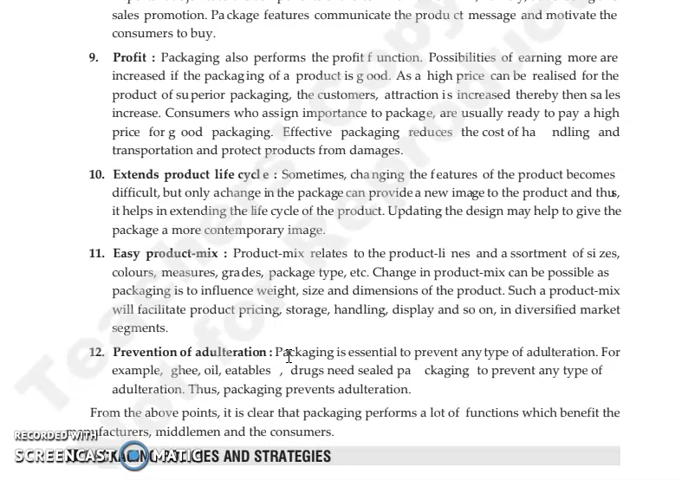 sales promotion. Package features communicate the product message and motivate the
consumers to buy.
9. Profit : Packaging also performs the profit function. Possibilities of earning more are
increased if the packaging of a product is good. As a high price can be realised for the
product of superior packaging, the customers, attraction is increased thereby then sales
increase. Consumers who assign importance to package, are usually ready to pay a high
price for good packaging. Effective packaging reduces the cost of handling and
transportation and protect products from damages.
10. Extends product life cycle : Sometimes, changing the features of the product becomes
difficult, but only a change in the package can provide a new image to the product and thus,
it helps in extending the life cycle of the product. Updating the design may help to give the
package a more contemporary image.
11. Easy product-mix : Product-mix relates to the product-lines and assortment of sizes,
colours, measures, grades, package type, etc. Change in product-mix can be possible as
packaging is to influence weight, size and dimensions of the product. Such a product-mix
will facilitate product pricing, storage, handling, display and so on, in diversified market
segments.
12. Prevention of adulteration : Packaging is essential to prevent any type of adulteration. For
example, ghee, oil, eatables , drugs need sealed packaging to prevent any type of
adulteration. Thus, packaging prevents adulteration.
From the above points, it is clear that packaging performs a lot of functions which benefit the
facturers, middlemen and the consumers.
RECORDED WITH
SCREENCAST MATIC
AND STRATEGIES